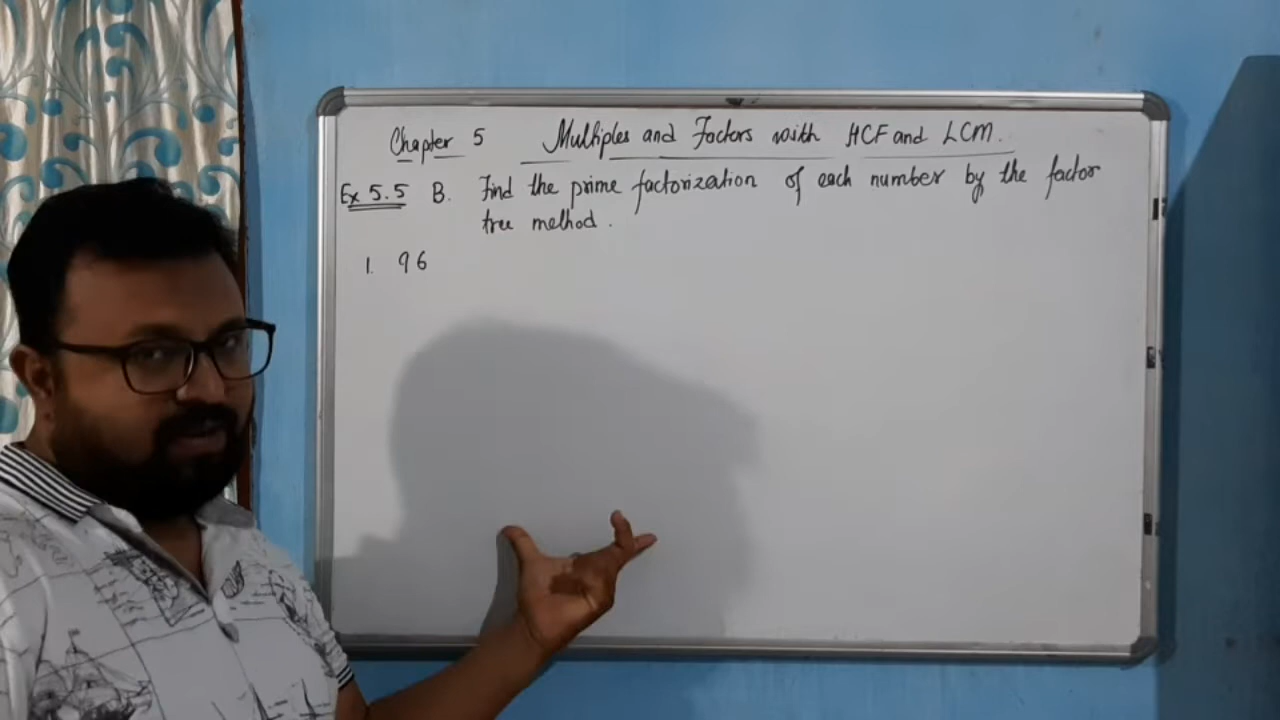 Chapter 5 Multiples and Factors with HCF and LCM.
Ex 5.5 B. Find the prime factorization of each number by the factor
tree method.
1. 96